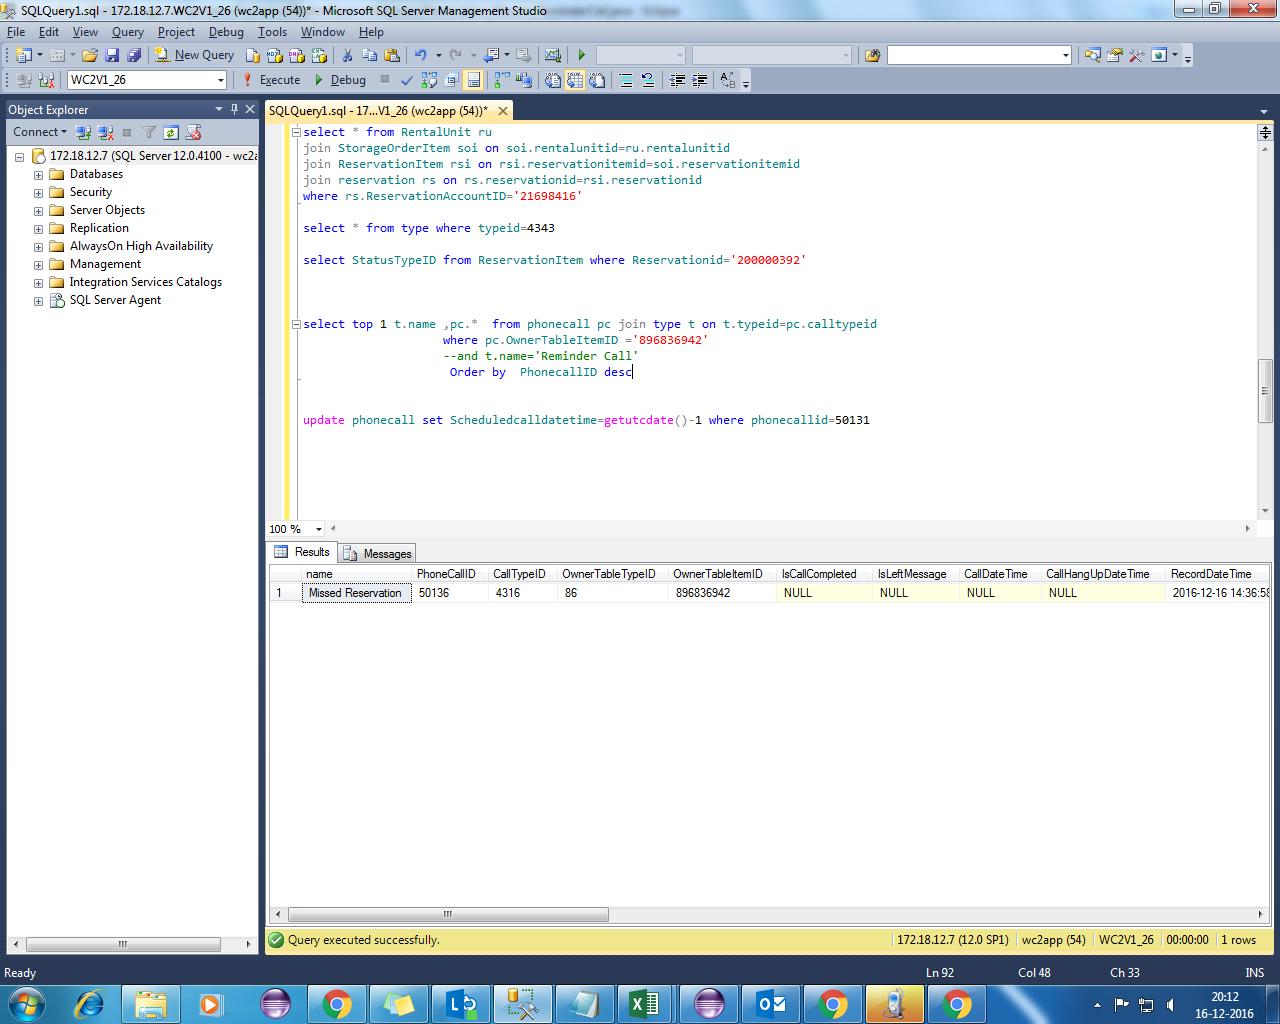 SQLQuery1.sql - 172.18.12.7.WC2V1_26 (wc2app (54))* - Microsoft SQL Server Management Studio
File Edit View Query Project Debug Tools Window Help
New Query
WC2V1_26 Execute Debug
Object Explorer
SQLQuery1.sql - 17...V1_26 (wc2app (54))*
Connect
172.18.12.7 (SQL Server 12.0.4100 - wc2a
Databases
Security
Server Objects
Replication
AlwaysOn High Availability
Management
Integration Services Catalogs
SQL Server Agent
select * from RentalUnit ru
join StorageOrderItem soi on soi.rentalunitid=ru.rentalunitid
join ReservationItem rsi on rsi.reservationitemid=soi.reservationitemid
join reservation rs on rs.reservationid=rsi.reservationid
where rs.ReservationAccountID='21698416'
select * from type where typeid=4343
select StatusTypeID from ReservationItem where Reservationid='200000392'
select top 1 t.name ,pc.* from phonecall pc join type t on t.typeid=pc.calltypeid
where pc.OwnerTableItemID ='896836942'
--and t.name='Reminder Call'
Order by PhonecallID desc
update phonecall set Scheduledcalldatetime=getutcdate()-1 where phonecallid=50131
100 %
Results Messages
name PhoneCallID CallTypeID OwnerTableTypeID OwnerTableItemID IsCallCompleted IsLeftMessage CallDateTime CallHangUpDateTime RecordDateTime
1 Missed Reservation 50136 4316 86 896836942 NULL NULL NULL NULL 2016-12-16 14:36:58
Query executed successfully. 172.18.12.7 (12.0 SP1) wc2app (54) WC2V1_26 00:00:00 1 rows
Ready Ln 92 Col 48 Ch 33 INS
20:12
16-12-2016